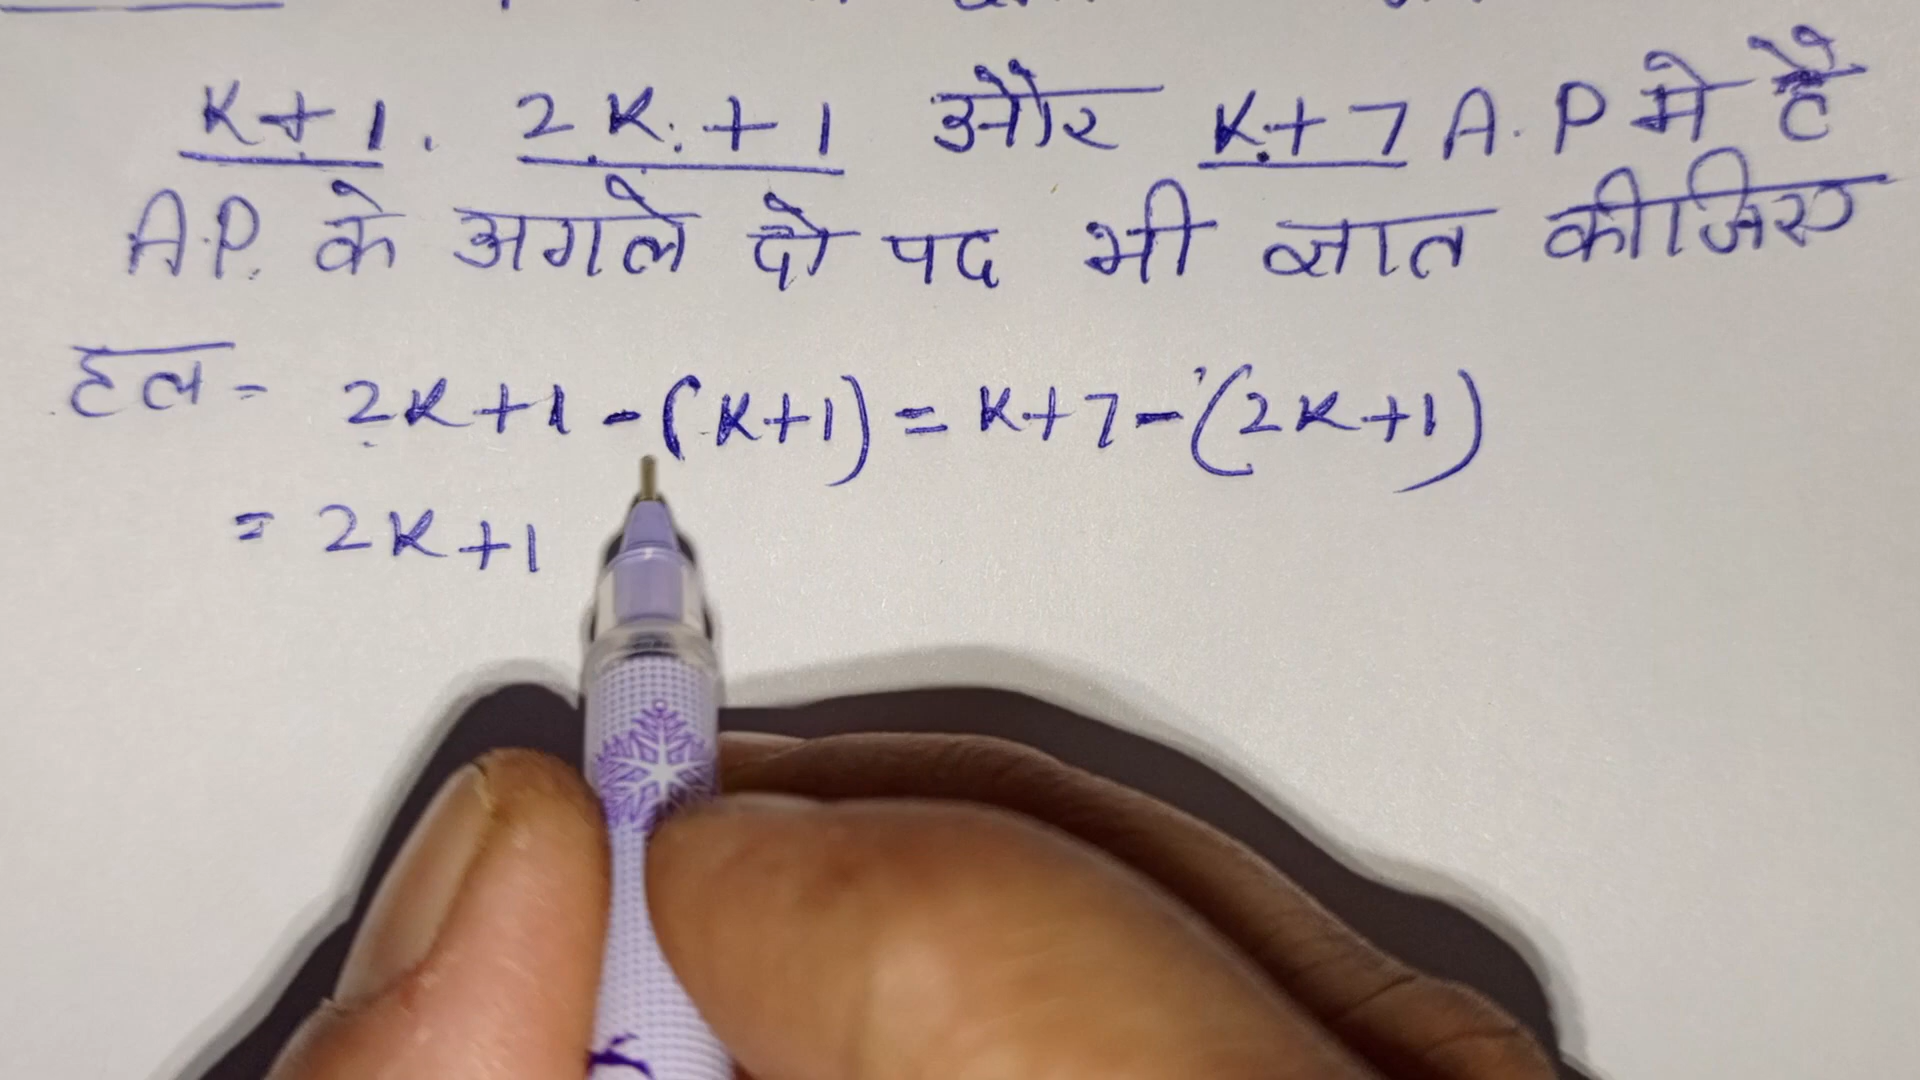 K+1. 2K+1 और K+7 A.P मे है
A.P. के अगले दो पद भी ज्ञात कीजिए
हल= 2K+1-(K+1)=K+7-(2K+1)
= 2K+1